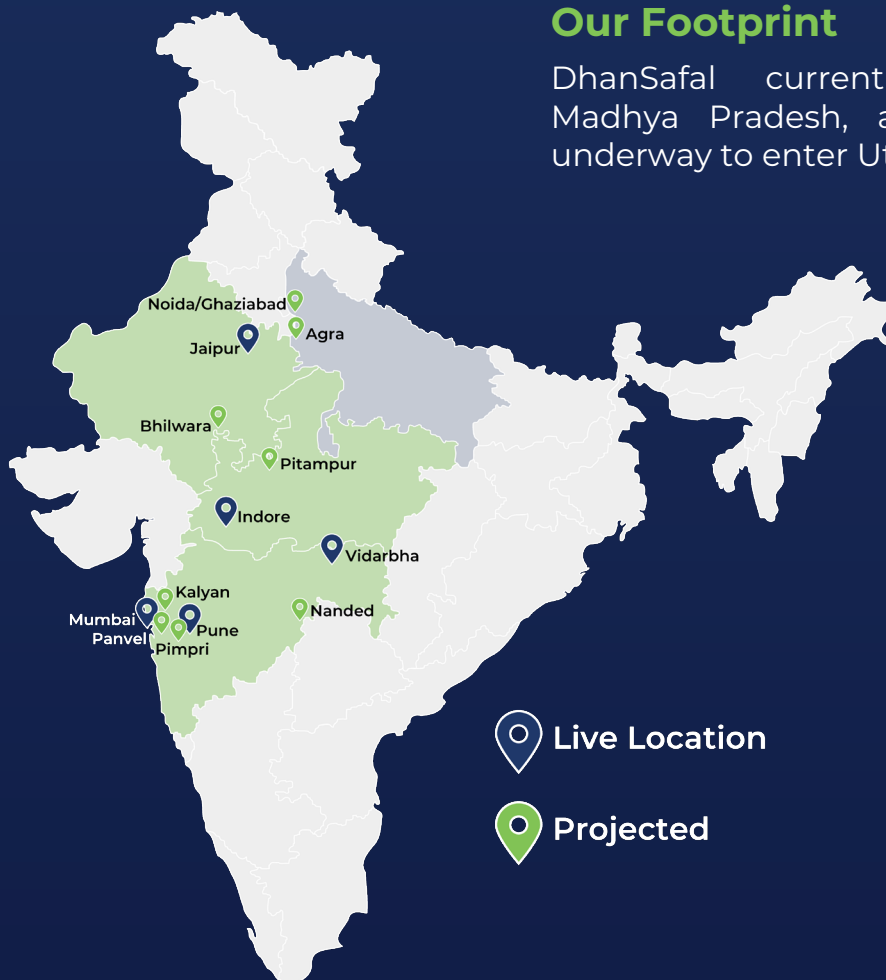 Our Footprint
DhanSafal current
Madhya Pradesh, a
underway to enter Ut
Noida/Ghaziabad
Agra
Jaipur
Bhilwara
Pitampur
Indore
Vidarbha
Kalyan
Nanded
Mumbai
Pune
Panvel
Pimpri
Live Location
Projected